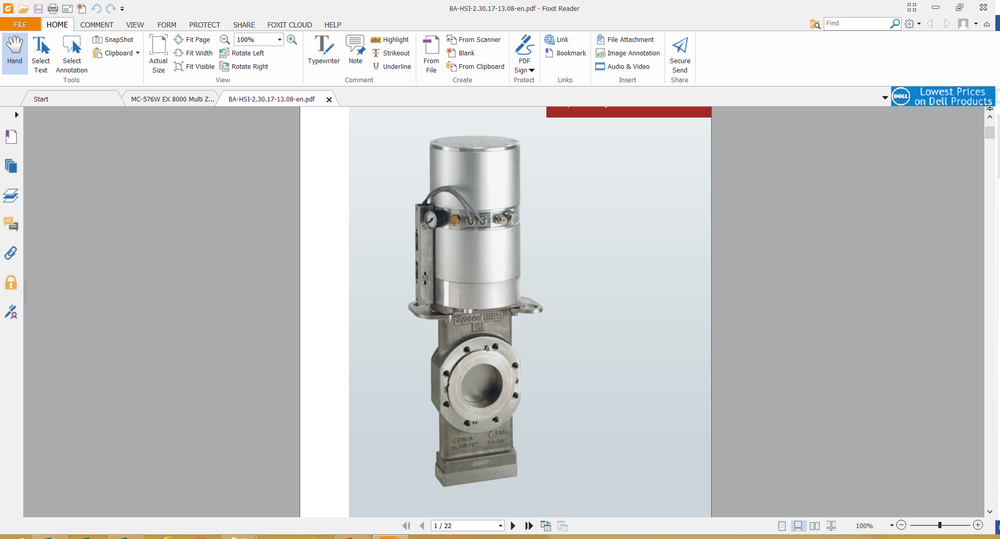 BA-HSI-2.30.17-13.08-en.pdf - Foxit Reader
FILE
HOME
COMMENT
VIEW
FORM
PROTECT
SHARE
FOXIT CLOUD
HELP
Find
Hand
Select
Text
Select
Annotation
SnapShot
Clipboard
Tools
Actual
Size
Fit Page
Fit Width
Fit Visible
100%
Rotate Left
Rotate Right
View
Typewriter
Note
abc Highlight
Strikeout
Underline
Comment
From
File
From Scanner
Blank
From Clipboard
Create
PDF
Sign
Protect
Link
Bookmark
Links
File Attachment
Image Annotation
Audio & Video
Insert
Secure
Send
Share
Start
MC-576W EX 8000 Multi Z...
BA-HSI-2.30.17-13.08-en.pdf
DELL
Lowest Prices
on Dell Products
Speed WEY
HSI
1 / 22
100%